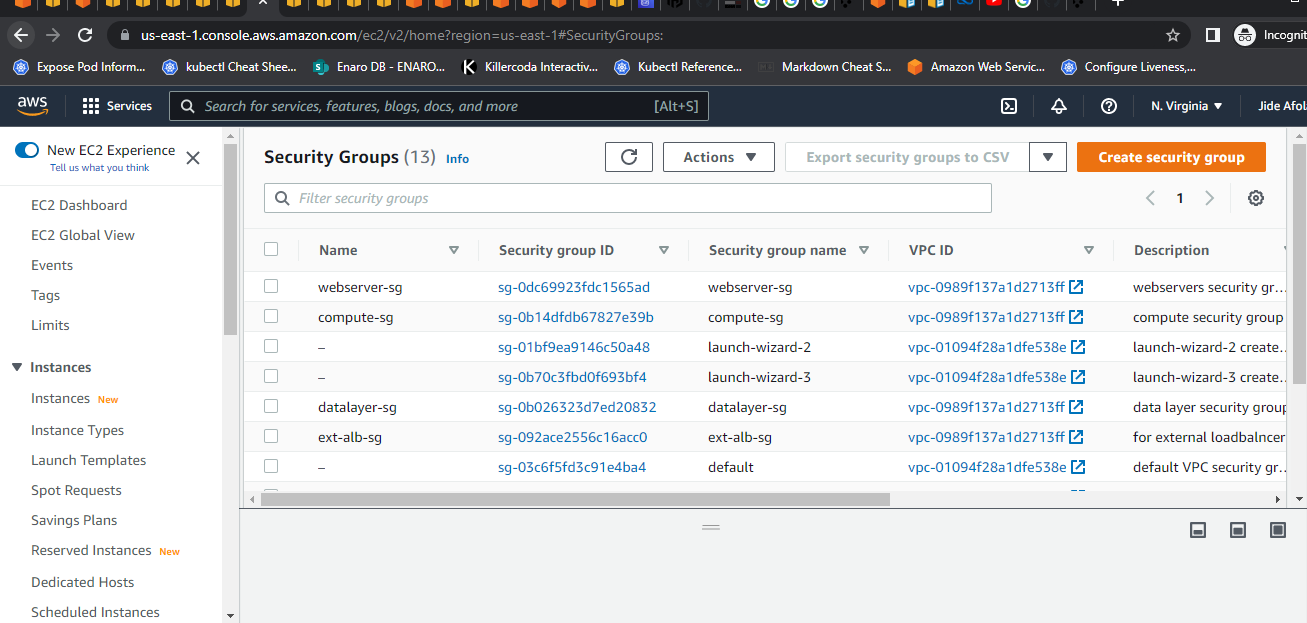 us-east-1.console.aws.amazon.com/ec2/v2/home?region=us-east-1#SecurityGroups:
Incognit
Expose Pod Inform... kubectl Cheat Shee... Enaro DB - ENARO... Killercoda Interactiv... Kubectl Reference... Markdown Cheat S... Amazon Web Servic... Configure Liveness,...
aws Services Search for services, features, blogs, docs, and more [Alt+S] N. Virginia Jide Afol
New EC2 Experience
Tell us what you think
EC2 Dashboard
EC2 Global View
Events
Tags
Limits
Instances
Instances New
Instance Types
Launch Templates
Spot Requests
Savings Plans
Reserved Instances New
Dedicated Hosts
Scheduled Instances
Security Groups (13) Info Actions Export security groups to CSV Create security group
Filter security groups 1
Name Security group ID Security group name VPC ID Description
webserver-sg sg-0dc69923fdc1565ad webserver-sg vpc-0989f137a1d2713ff webservers security gr...
compute-sg sg-0b14dfdb67827e39b compute-sg vpc-0989f137a1d2713ff compute security group
– sg-01bf9ea9146c50a48 launch-wizard-2 vpc-01094f28a1dfe538e launch-wizard-2 create...
– sg-0b70c3fbd0f693bf4 launch-wizard-3 vpc-01094f28a1dfe538e launch-wizard-3 create...
datalayer-sg sg-0b026323d7ed20832 datalayer-sg vpc-0989f137a1d2713ff data layer security group
ext-alb-sg sg-092ace2556c16acc0 ext-alb-sg vpc-0989f137a1d2713ff for external loadbalncer
– sg-03c6f5fd3c91e4ba4 default vpc-01094f28a1dfe538e default VPC security gr...